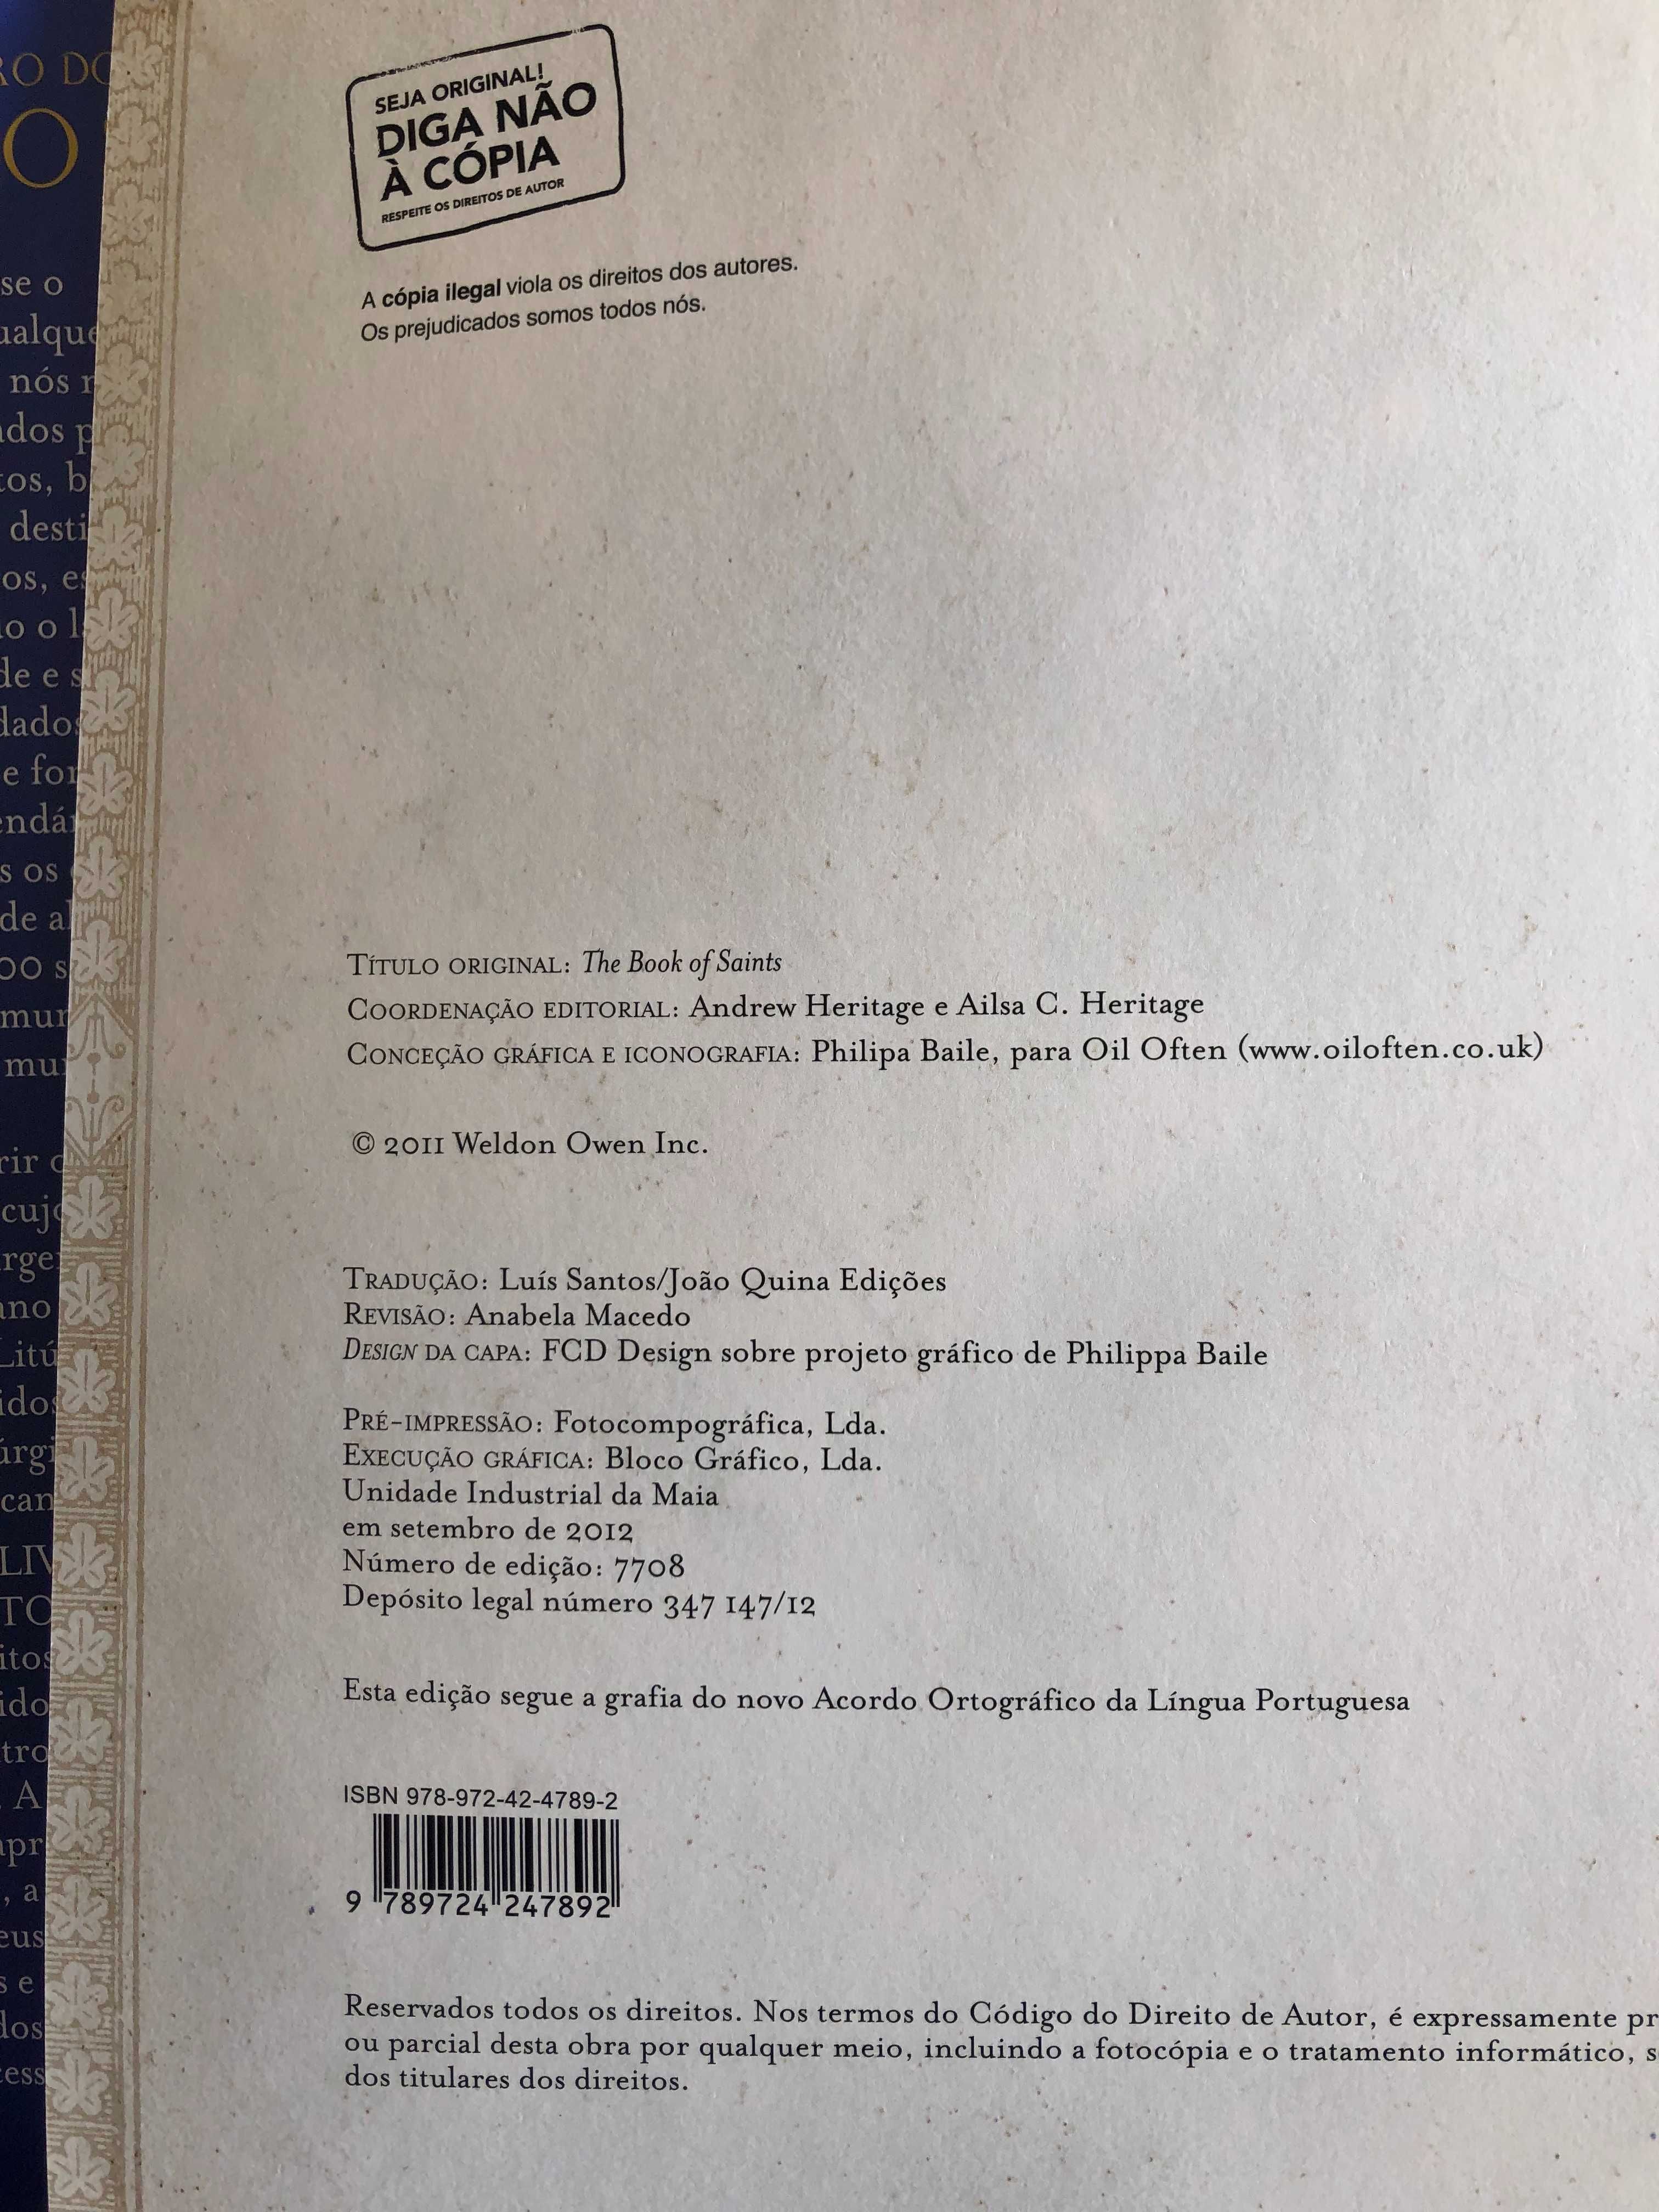 SEJA ORIGINAL!
DIGA NÃO
À CÓPIA
RESPEITE OS DIREITOS DE AUTOR
A cópia ilegal viola os direitos dos autores.
Os prejudicados somos todos nós.
TÍTULO ORIGINAL: The Book of Saints
COORDENAÇÃO EDITORIAL: Andrew Heritage e Ailsa C. Heritage
CONCEÇÃO GRÁFICA E ICONOGRAFIA: Philipa Baile, para Oil Often (www.oiloften.co.uk)
© 2011 Weldon Owen Inc.
TRADUÇÃO: Luís Santos/João Quina Edições
REVISÃO: Anabela Macedo
DESIGN DA CAPA: FCD Design sobre projeto gráfico de Philippa Baile
PRÉ-IMPRESSÃO: Fotocompográfica, Lda.
EXECUÇÃO GRÁFICA: Bloco Gráfico, Lda.
Unidade Industrial da Maia
em setembro de 2012
Número de edição: 7708
Depósito legal número 347 147/12
Esta edição segue a grafia do novo Acordo Ortográfico da Língua Portuguesa
ISBN 978-972-42-4789-2
9 789724 247892
Reservados todos os direitos. Nos termos do Código do Direito de Autor, é expressamente
ou parcial desta obra por qualquer meio, incluindo a fotocópia e o tratamento informático,
dos titulares dos direitos.